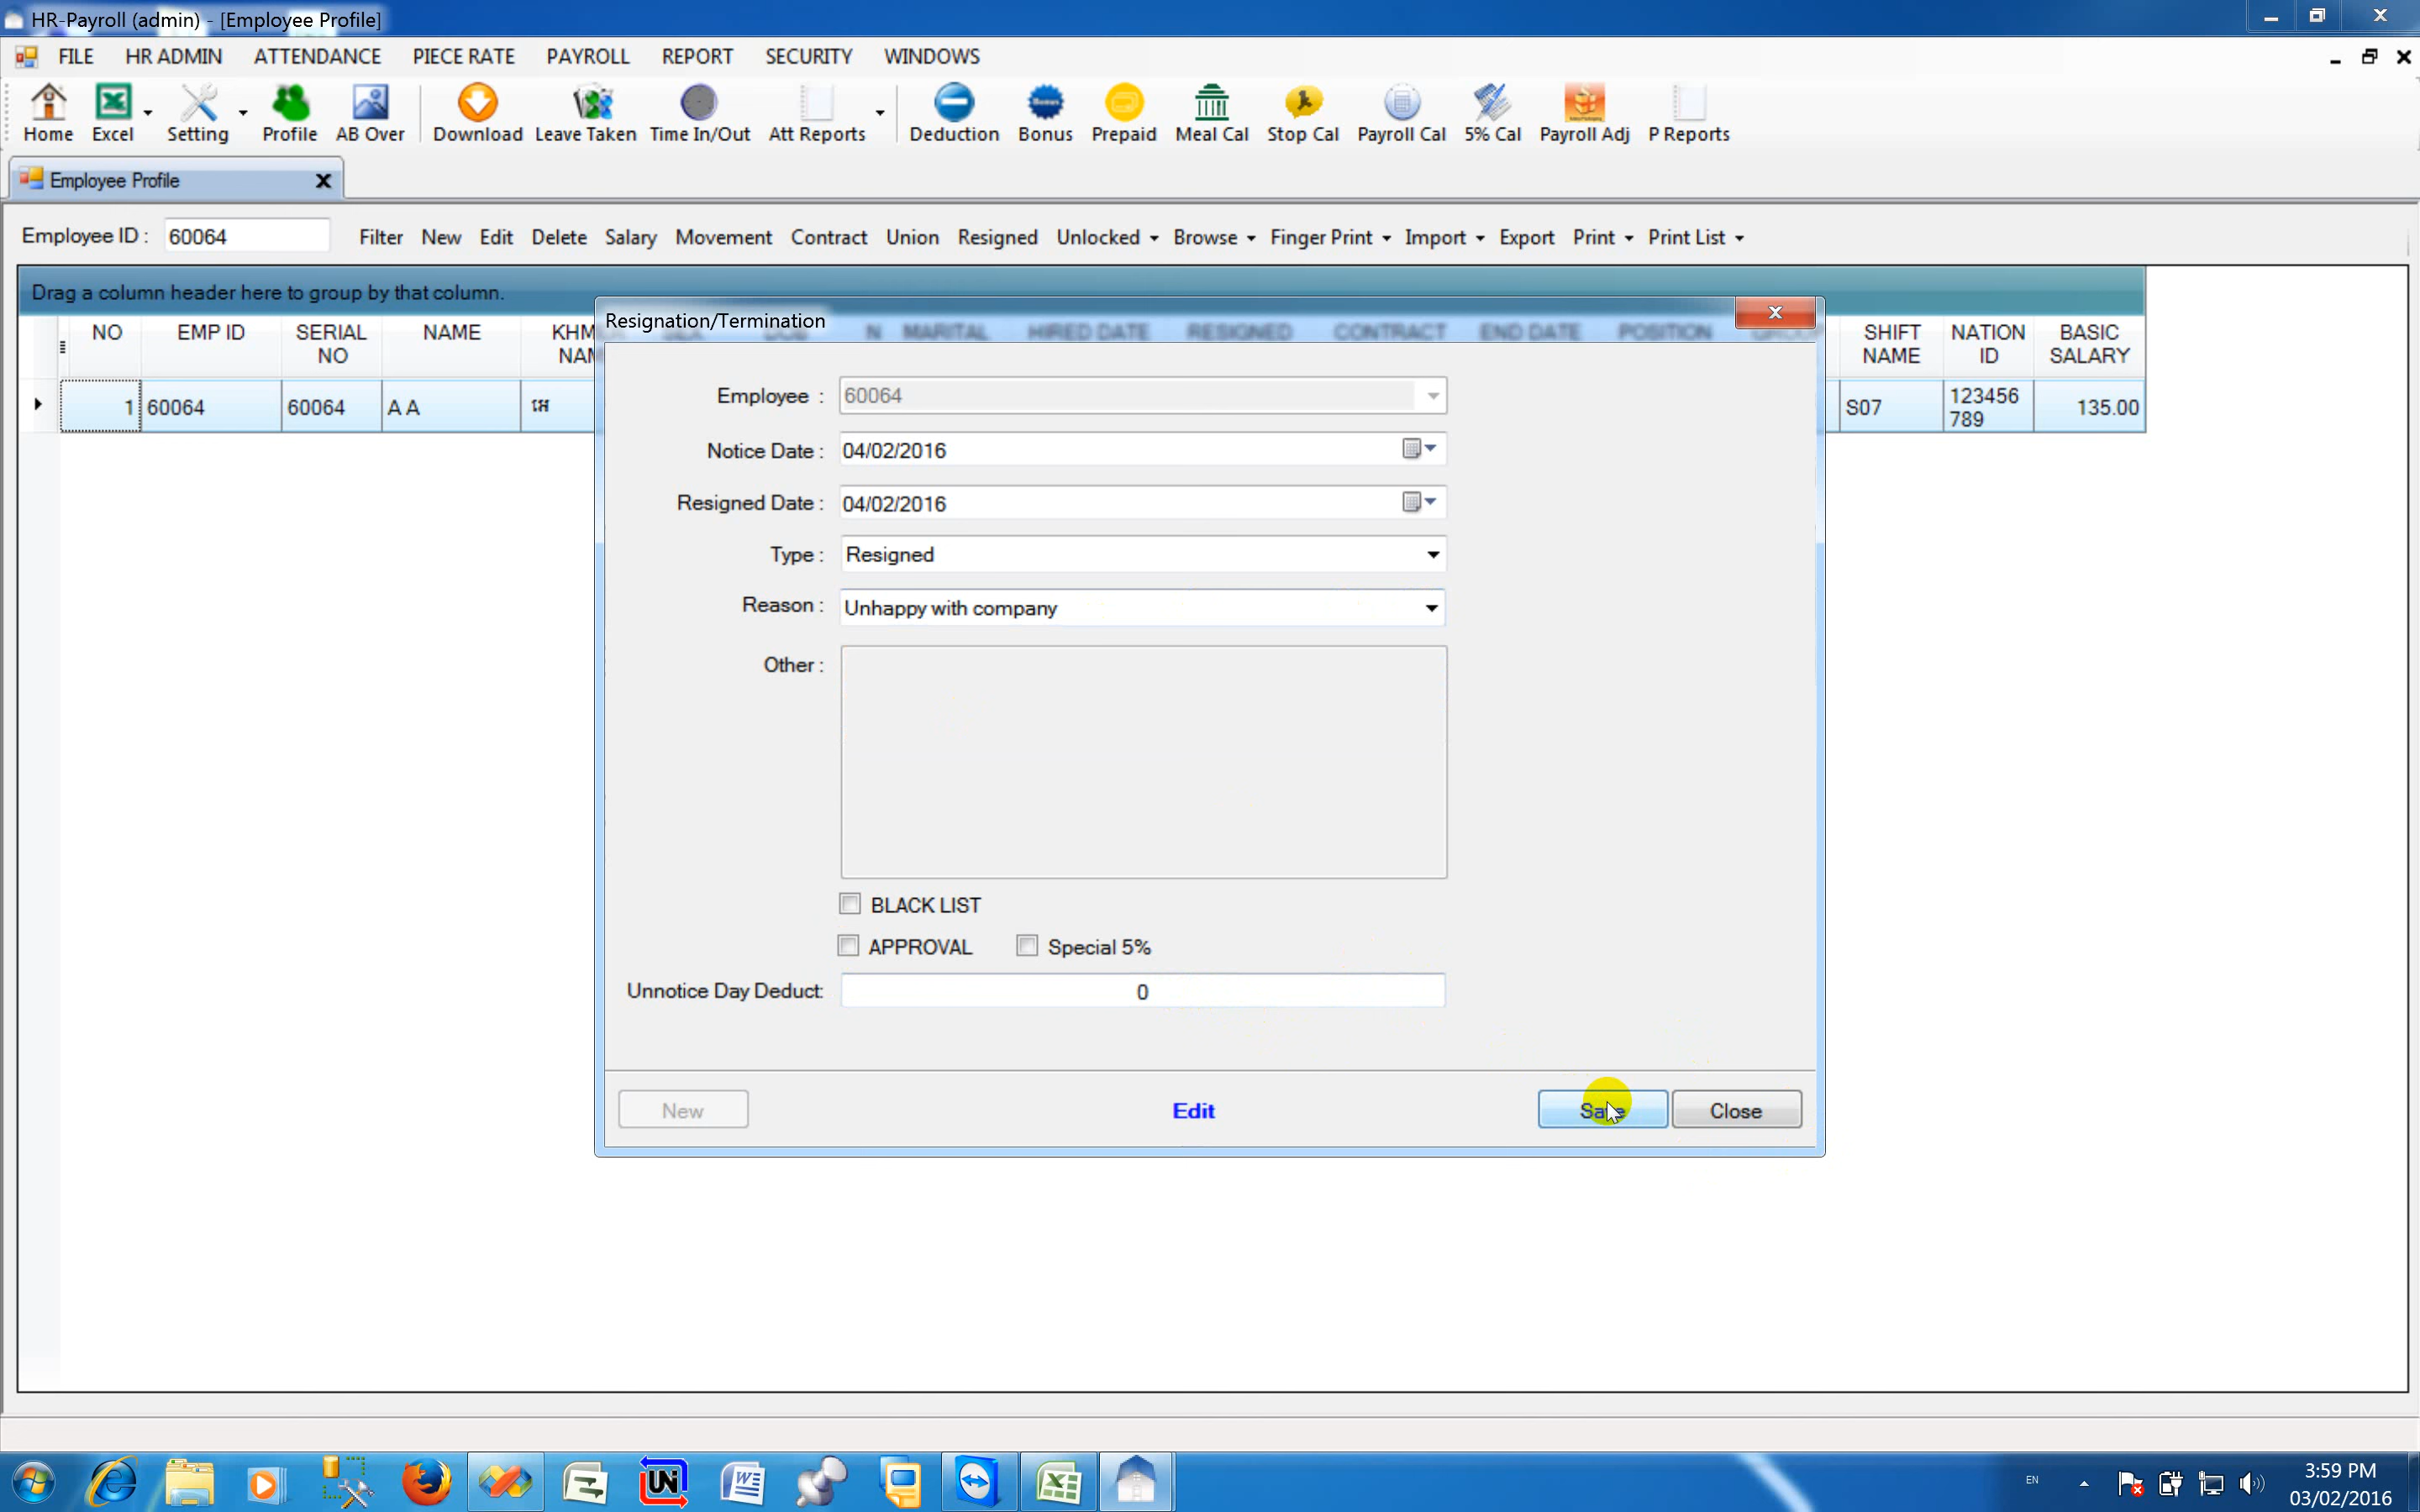 HR-Payroll (admin) - [Employee Profile]
FILE HR ADMIN ATTENDANCE PIECE RATE PAYROLL REPORT SECURITY WINDOWS
Home Excel Setting Profile AB Over Download Leave Taken Time In/Out Att Reports Deduction Bonus Prepaid Meal Cal Stop Cal Payroll Cal 5% Cal Payroll Adj P Reports
Employee Profile
Employee ID : 60064 Filter New Edit Delete Salary Movement Contract Union Resigned Unlocked Browse Finger Print Import Export Print Print List
Drag a column header here to group by that column.
Resignation/Termination
NO EMP ID SERIAL NO NAME MARITAL HIRED DATE RESIGNED CONTRACT END DATE POSITION SHIFT NAME NATION ID BASIC SALARY
1 60064 60064 A A S07 123456789 135.00
Employee : 60064
Notice Date : 04/02/2016
Resigned Date : 04/02/2016
Type : Resigned
Reason : Unhappy with company
Other :
BLACK LIST
APPROVAL Special 5%
Unnotice Day Deduct: 0
New Edit Save Close
EN
3:59 PM
03/02/2016